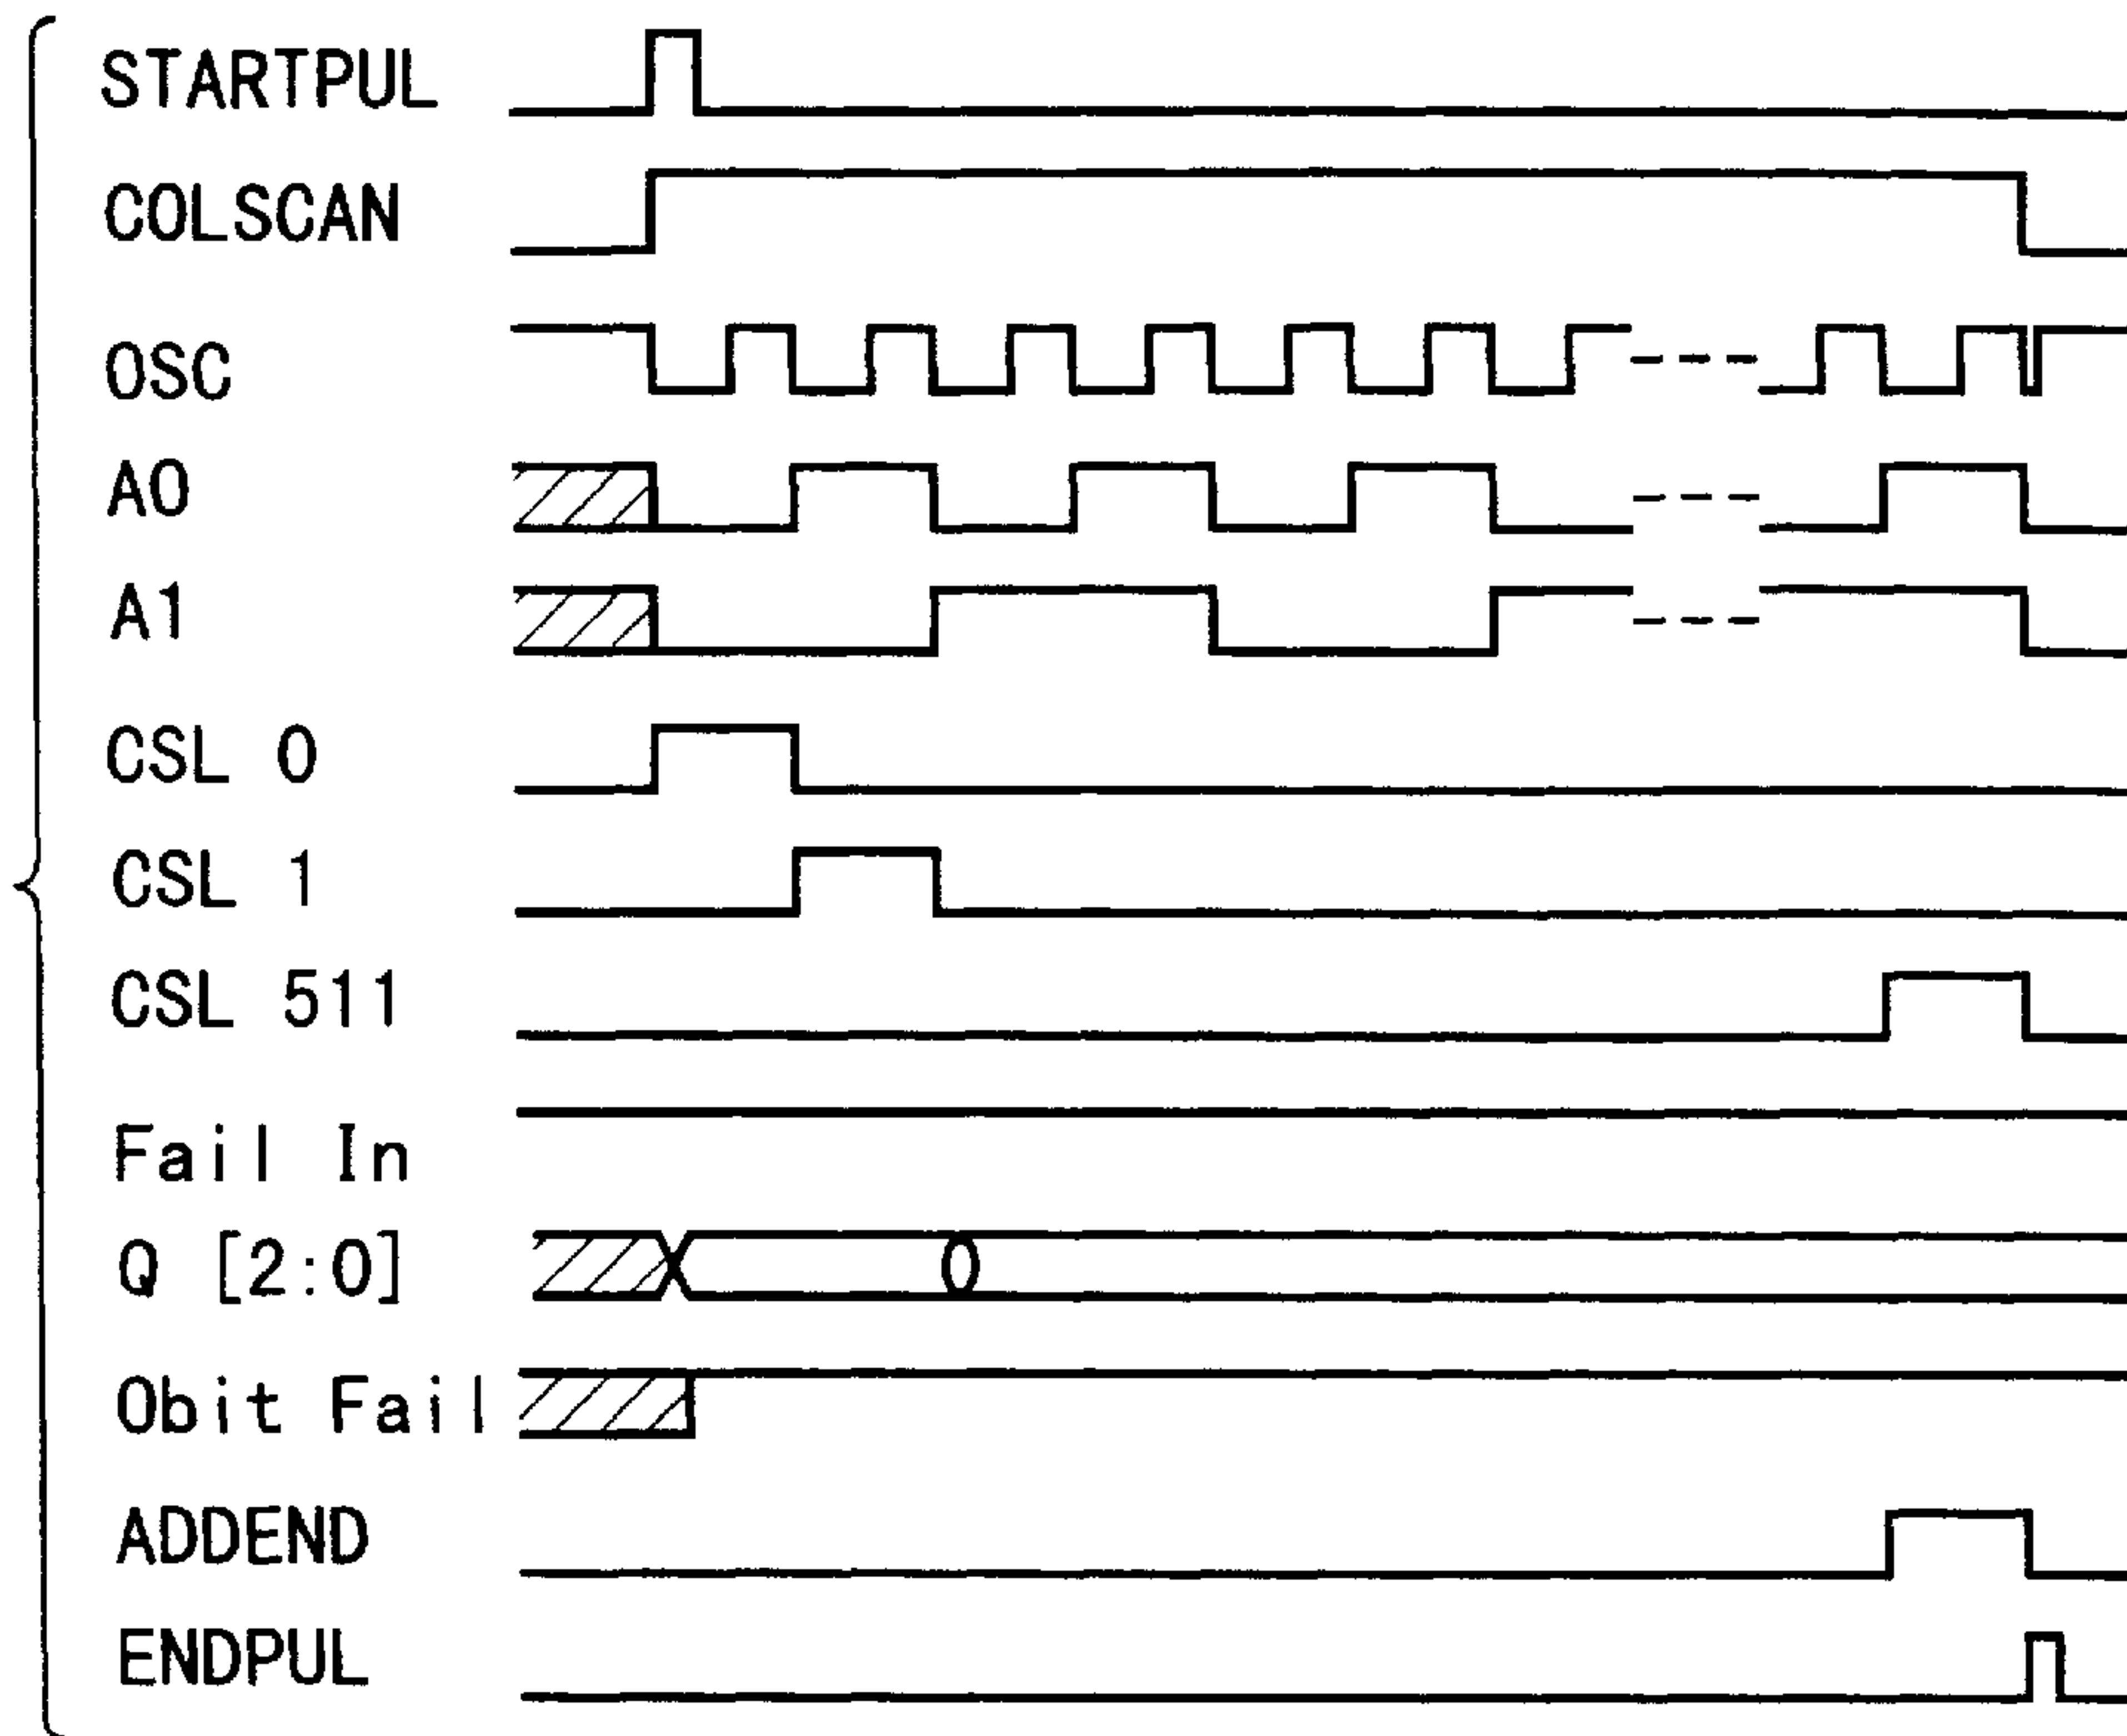 STARTPUL
COLSCAN
OSC
A0
A1
CSL 0
CSL 1
CSL 511
Fail In
Q [2:0]
0bit Fail
ADDEND
ENDPUL